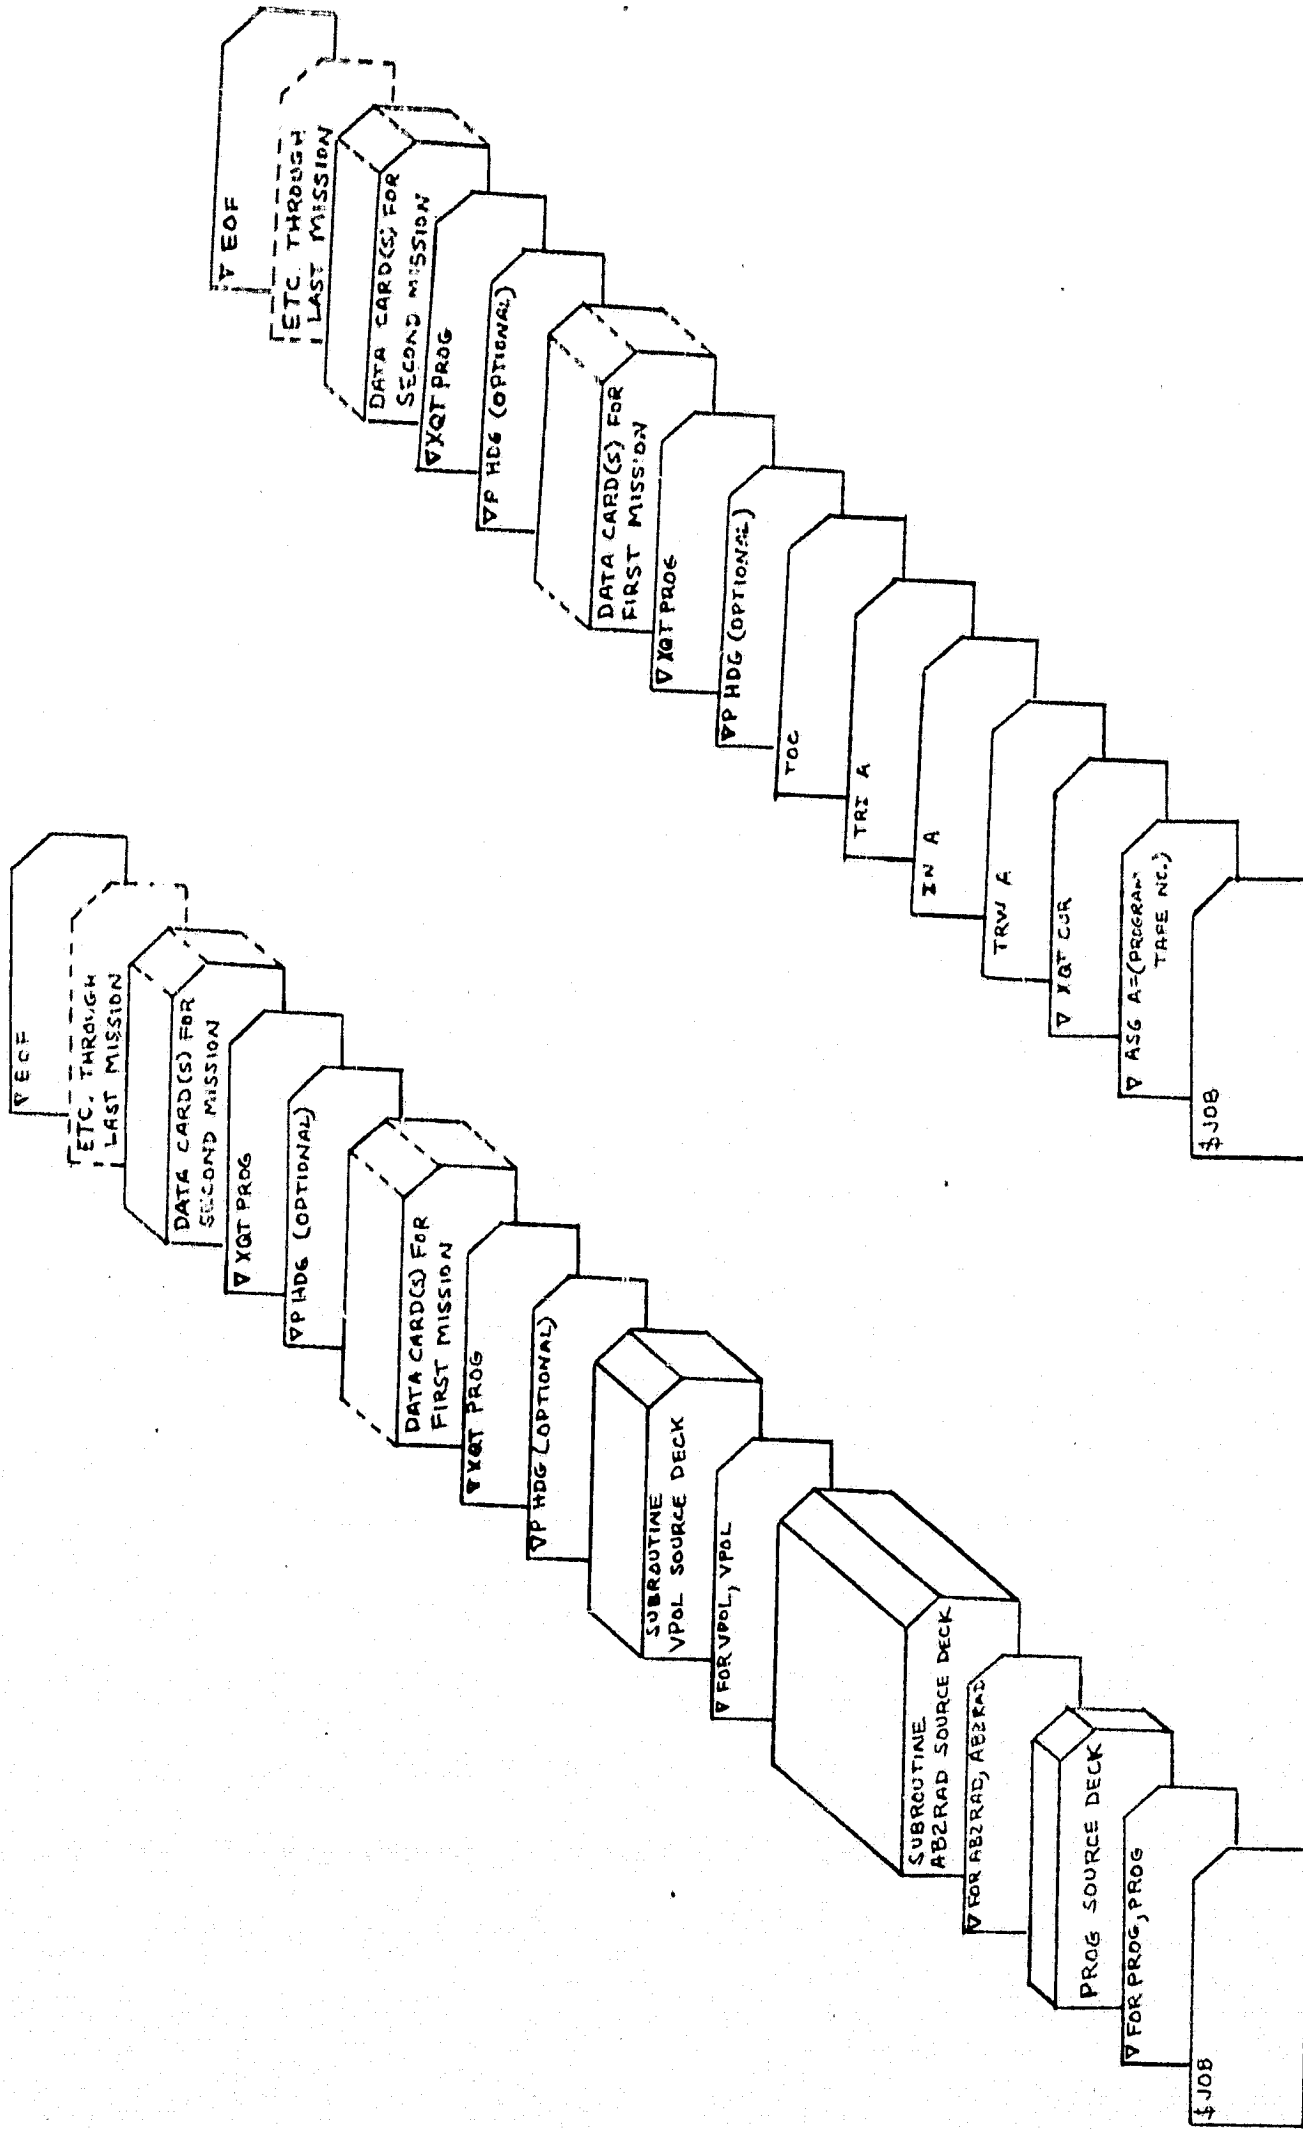 ∇ EOF
ETC. THROUGH
LAST MISSION
DATA CARD(S) FOR
SECOND MISSION
∇ XQT PROG
∇P HDG (OPTIONAL)
DATA CARD(S) FOR
FIRST MISSION
∇ XQT PROG
∇P HDG (OPTIONAL)
SUBROUTINE
VPOL SOURCE DECK
∇ FOR VPOL, VPOL
SUBROUTINE
ABZRAD SOURCE DECK
∇ FOR ABZRAD, ABZRAD
PROG SOURCE DECK
∇ FOR PROG, PROG
$JOB
∇ EOF
ETC. THROUGH
LAST MISSION
DATA CARD(S) FOR
SECOND MISSION
∇ XQT PROG
∇P HDG (OPTIONAL)
DATA CARD(S) FOR
FIRST MISSION
∇ XQT PROG
∇P HDG (OPTIONAL)
TOC
TRI A
IN A
TRW A
∇ XQT CUR
∇ ASG A=(PROGRAM
TAPE NO.)
$JOB